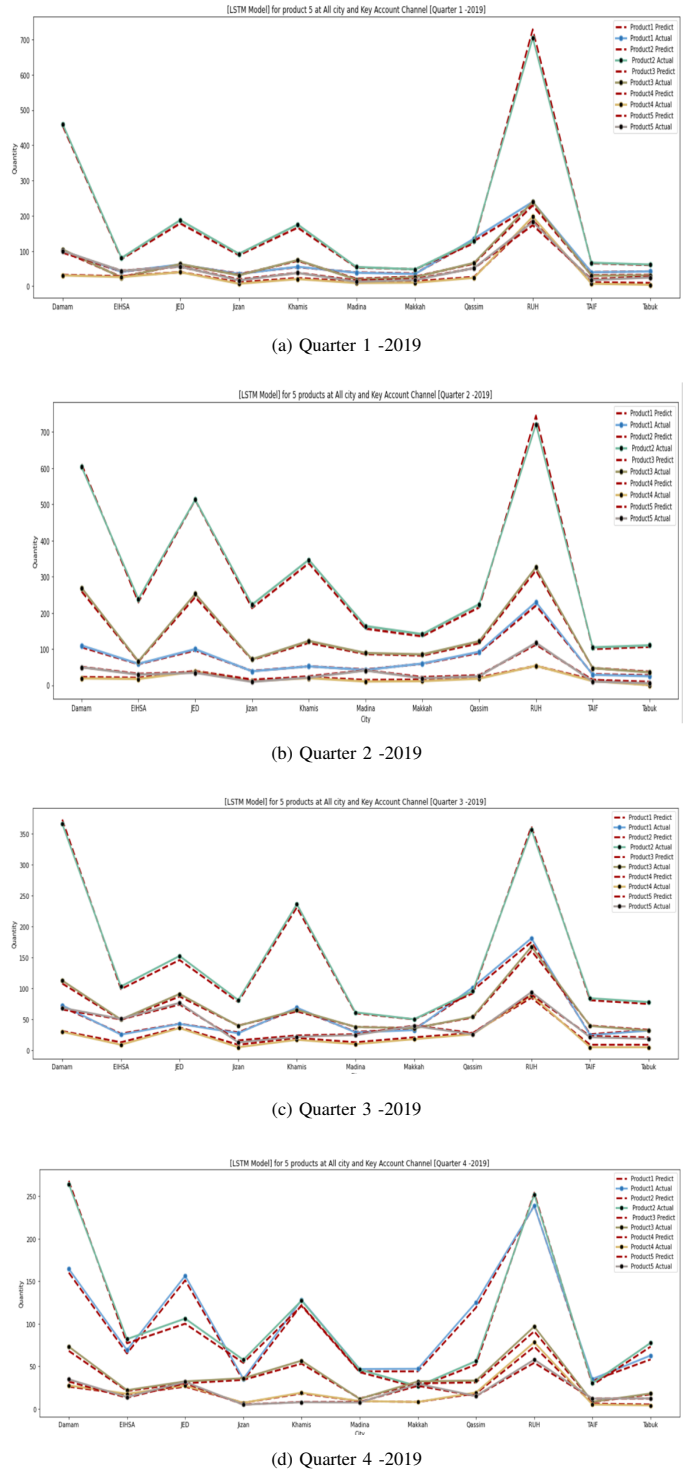 [LSTM Model] for product 5 at All city and Key Account Channel [Quarter 1 -2019]
Product1 Predict
Product1 Actual
Product2 Predict
Product2 Actual
Product3 Predict
Product3 Actual
Product4 Predict
Product4 Actual
Product5 Predict
Product5 Actual
700
600
500
400
300
200
100
0
Quantity
Damam EIHSA JED Jizan Khamis Madina Makkah Qassim RUH TAIF Tabuk
(a) Quarter 1 -2019
[LSTM Model] for 5 products at All city and Key Account Channel [Quarter 2 -2019]
Product1 Predict
Product1 Actual
Product2 Predict
Product2 Actual
Product3 Predict
Product3 Actual
Product4 Predict
Product4 Actual
Product5 Predict
Product5 Actual
700
600
500
400
300
200
100
0
Quantity
Damam EIHSA JED Jizan Khamis Madina Makkah Qassim RUH TAIF Tabuk
City
(b) Quarter 2 -2019
[LSTM Model] for 5 products at All city and Key Account Channel [Quarter 3 -2019]
Product1 Predict
Product1 Actual
Product2 Predict
Product2 Actual
Product3 Predict
Product3 Actual
Product4 Predict
Product4 Actual
Product5 Predict
Product5 Actual
350
300
250
200
150
100
50
0
Quantity
Damam EIHSA JED Jizan Khamis Madina Makkah Qassim RUH TAIF Tabuk
(c) Quarter 3 -2019
[LSTM Model] for 5 products at All city and Key Account Channel [Quarter 4 -2019]
Product1 Predict
Product1 Actual
Product2 Predict
Product2 Actual
Product3 Predict
Product3 Actual
Product4 Predict
Product4 Actual
Product5 Predict
Product5 Actual
250
200
150
100
50
0
Quantity
Damam EIHSA JED Jizan Khamis Madina Makkah Qassim RUH TAIF Tabuk
City
(d) Quarter 4 -2019